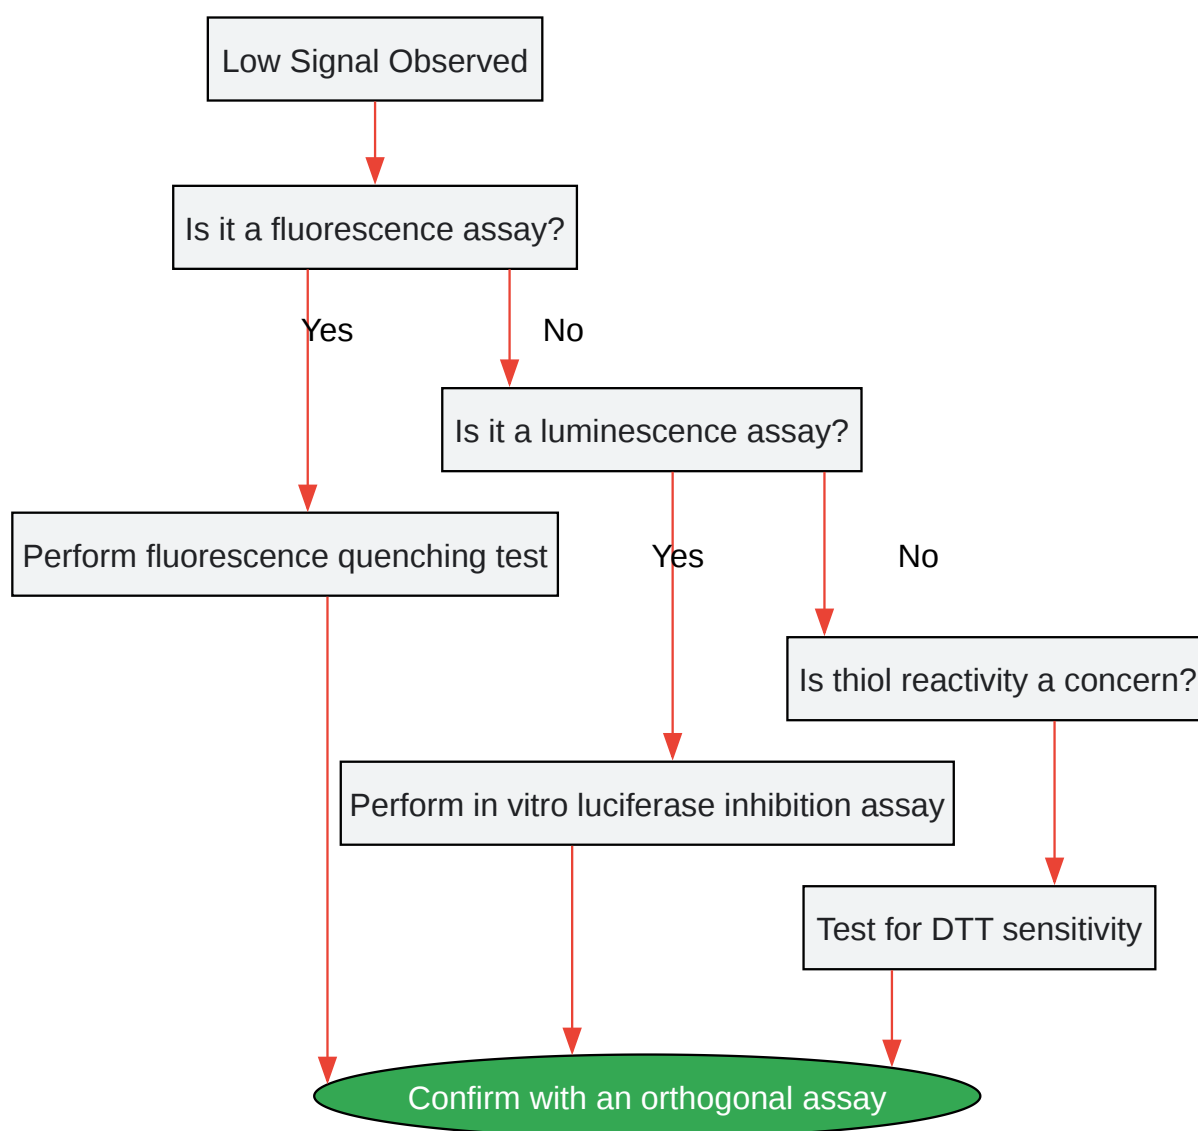 Low Signal Observed
Is it a fluorescence assay?
Yes
No
Is it a luminescence assay?
Perform fluorescence quenching test
Yes
No
Is thiol reactivity a concern?
Perform in vitro luciferase inhibition assay
Test for DTT sensitivity
Confirm with an orthogonal assay